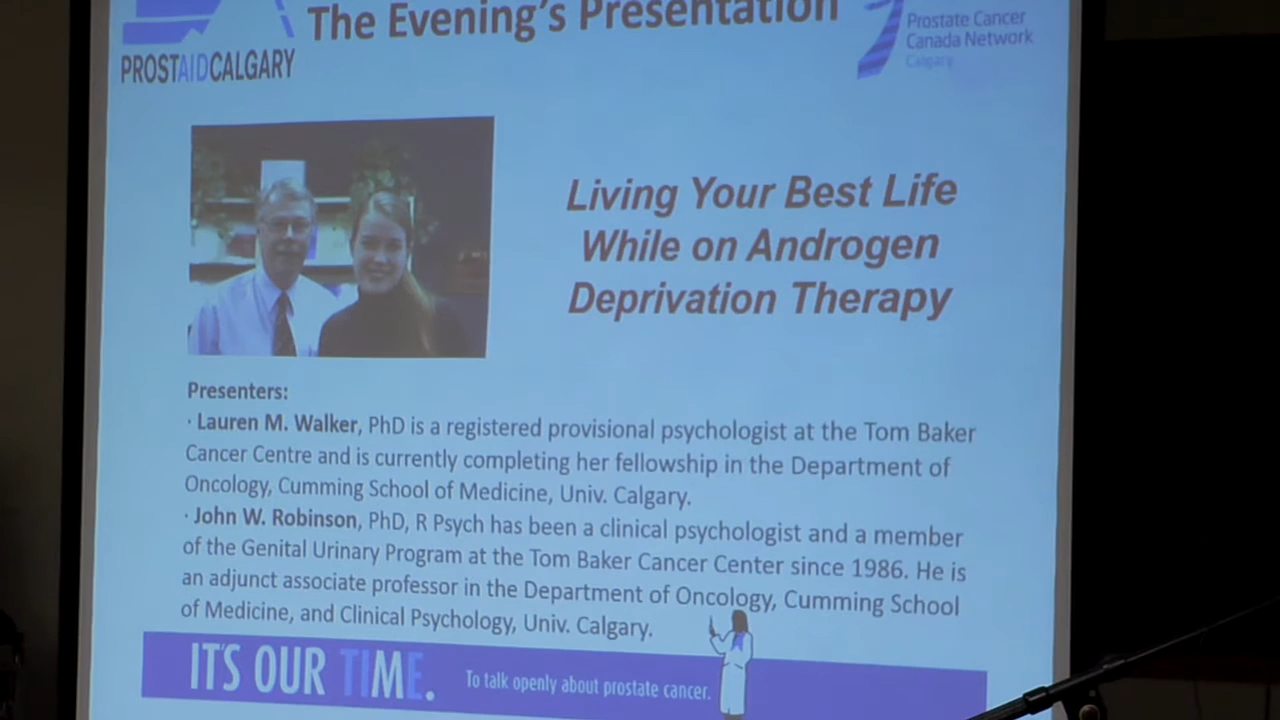 The Evening's Presentation
PROSTAIDCALGARY
Prostate Cancer
Canada Network
Calgary
Living Your Best Life
While on Androgen
Deprivation Therapy
Presenters:
· Lauren M. Walker, PhD is a registered provisional psychologist at the Tom Baker
Cancer Centre and is currently completing her fellowship in the Department of
Oncology, Cumming School of Medicine, Univ. Calgary.
· John W. Robinson, PhD, R Psych has been a clinical psychologist and a member
of the Genital Urinary Program at the Tom Baker Cancer Center since 1986. He is
an adjunct associate professor in the Department of Oncology, Cumming School
of Medicine, and Clinical Psychology, Univ. Calgary.
IT'S OUR TIME.
To talk openly about prostate cancer.